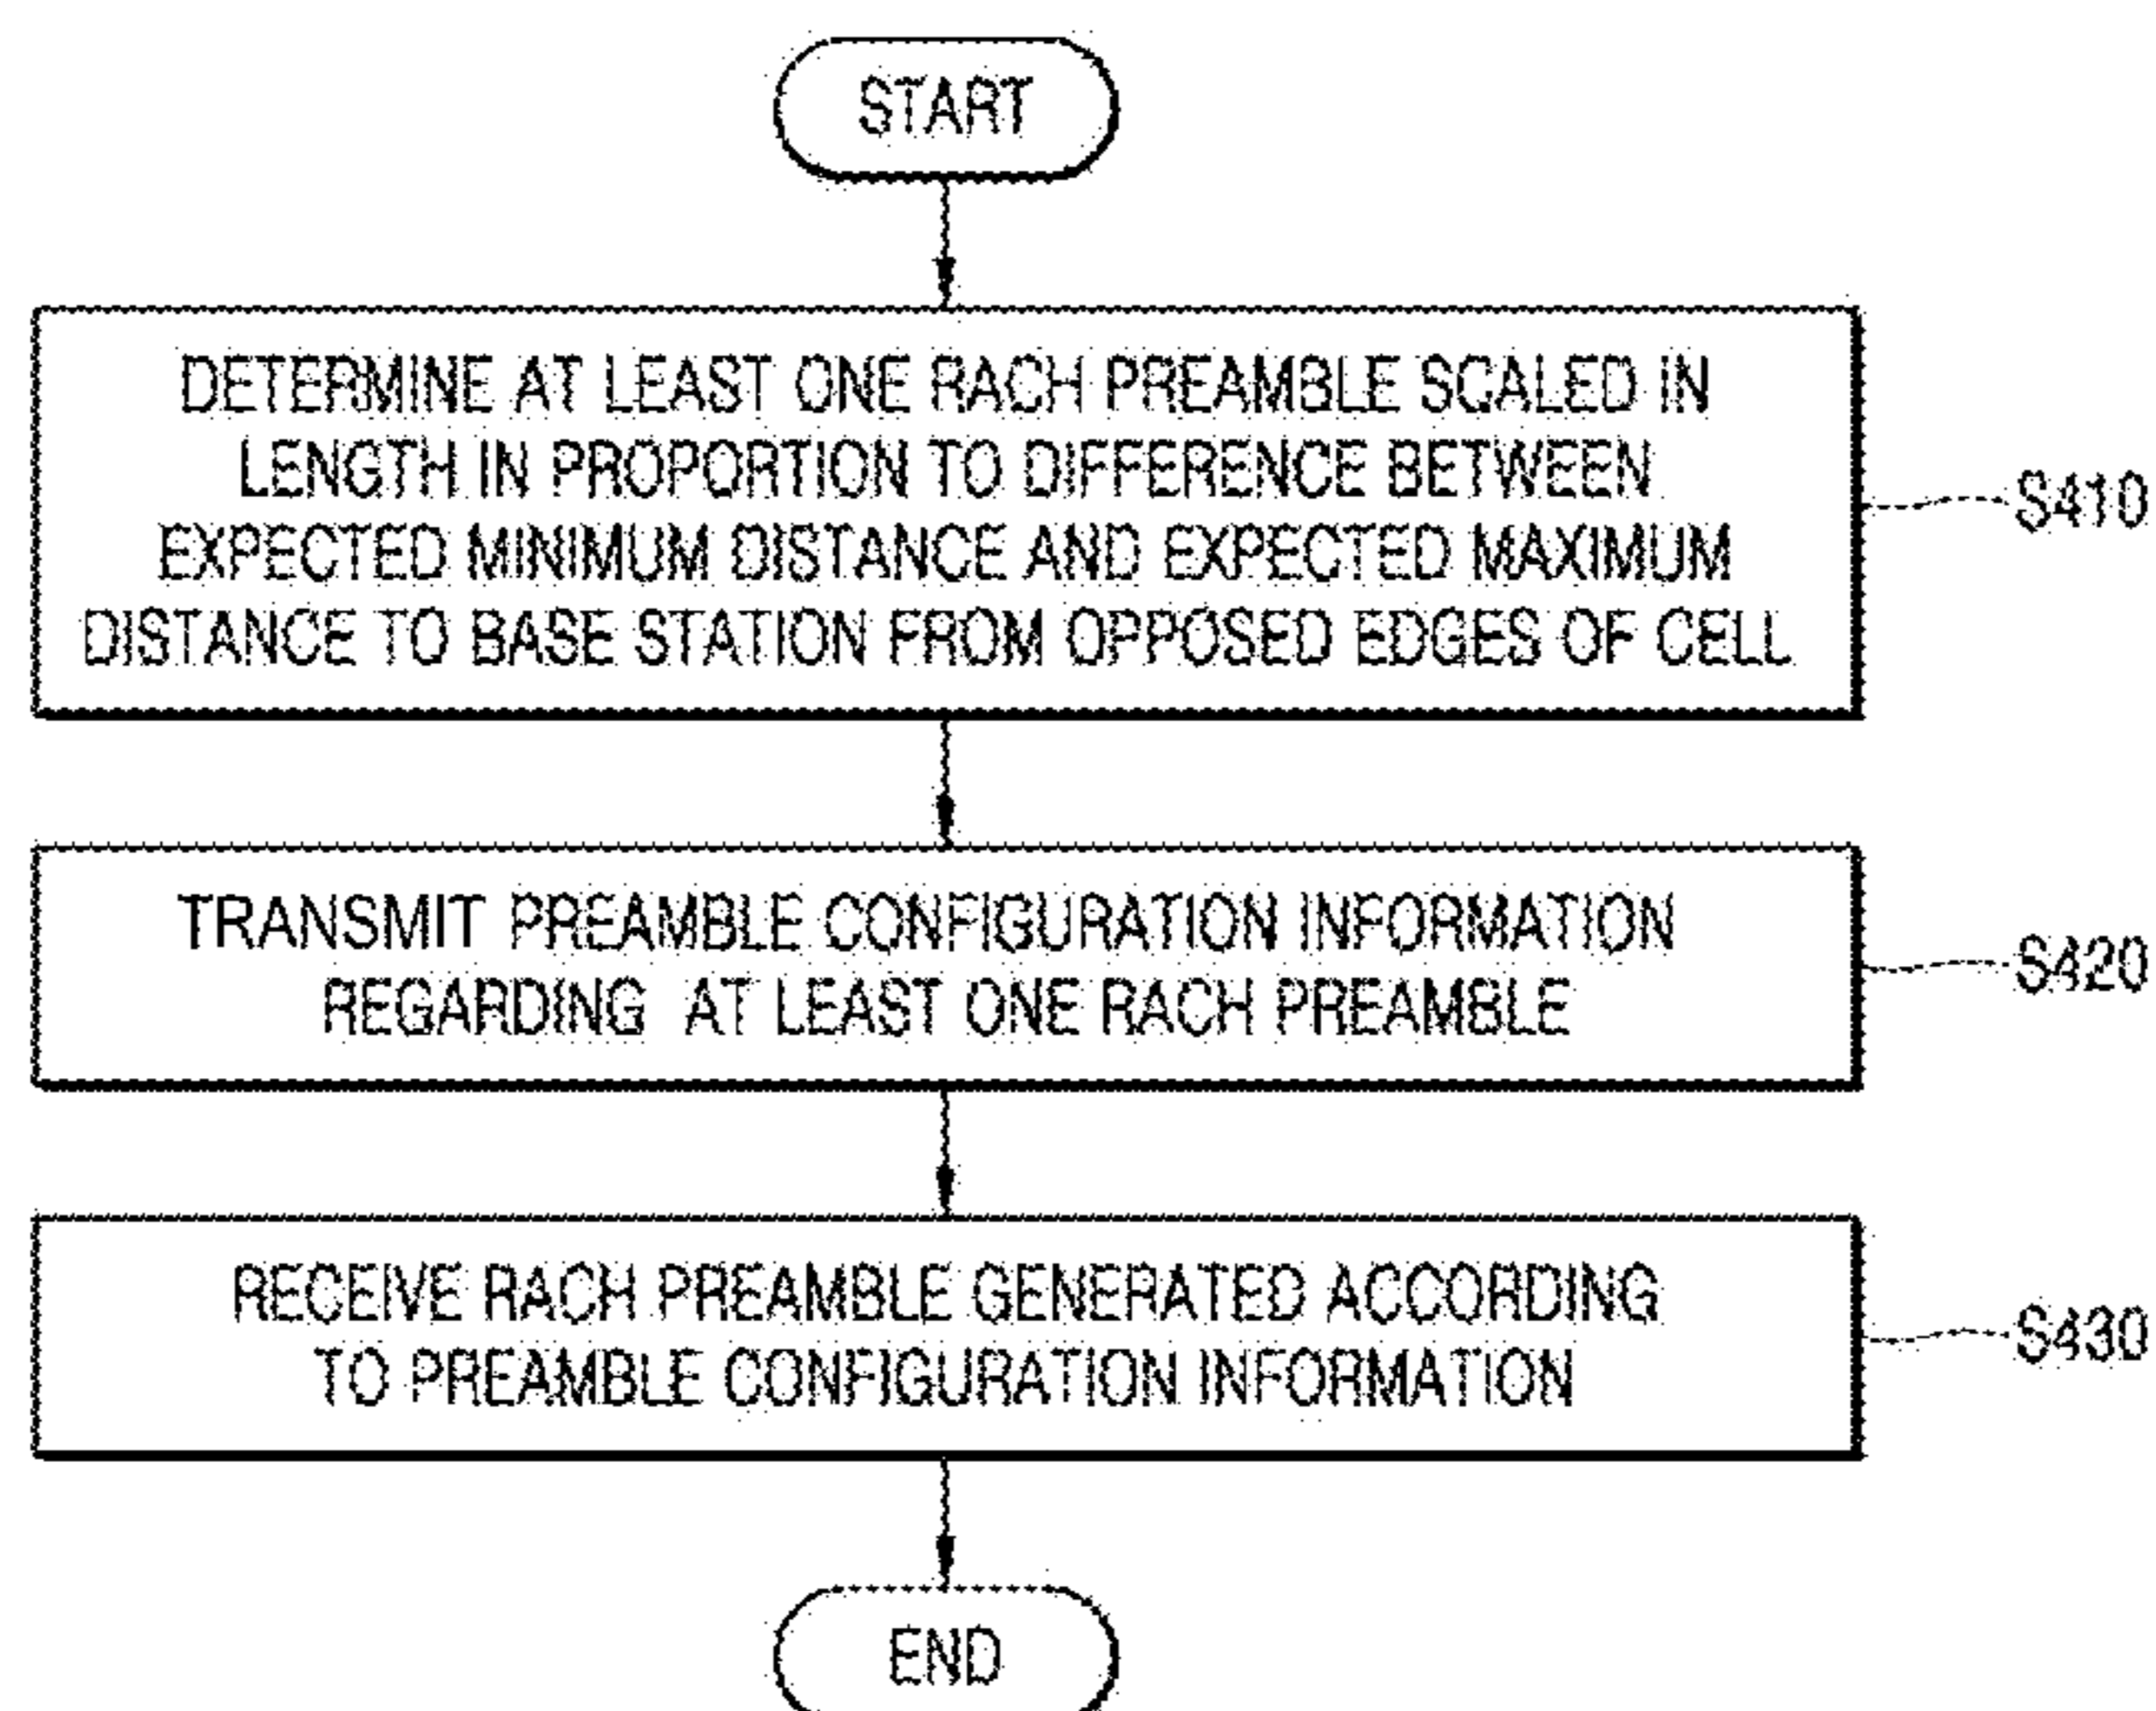 START
DETERMINE AT LEAST ONE RACH PREAMBLE SCALED IN
LENGTH IN PROPORTION TO DIFFERENCE BETWEEN
EXPECTED MINIMUM DISTANCE AND EXPECTED MAXIMUM
DISTANCE TO BASE STATION FROM OPPOSED EDGES OF CELL
S410
TRANSMIT PREAMBLE CONFIGURATION INFORMATION
REGARDING AT LEAST ONE RACH PREAMBLE
S420
RECEIVE RACH PREAMBLE GENERATED ACCORDING
TO PREAMBLE CONFIGURATION INFORMATION
S430
END